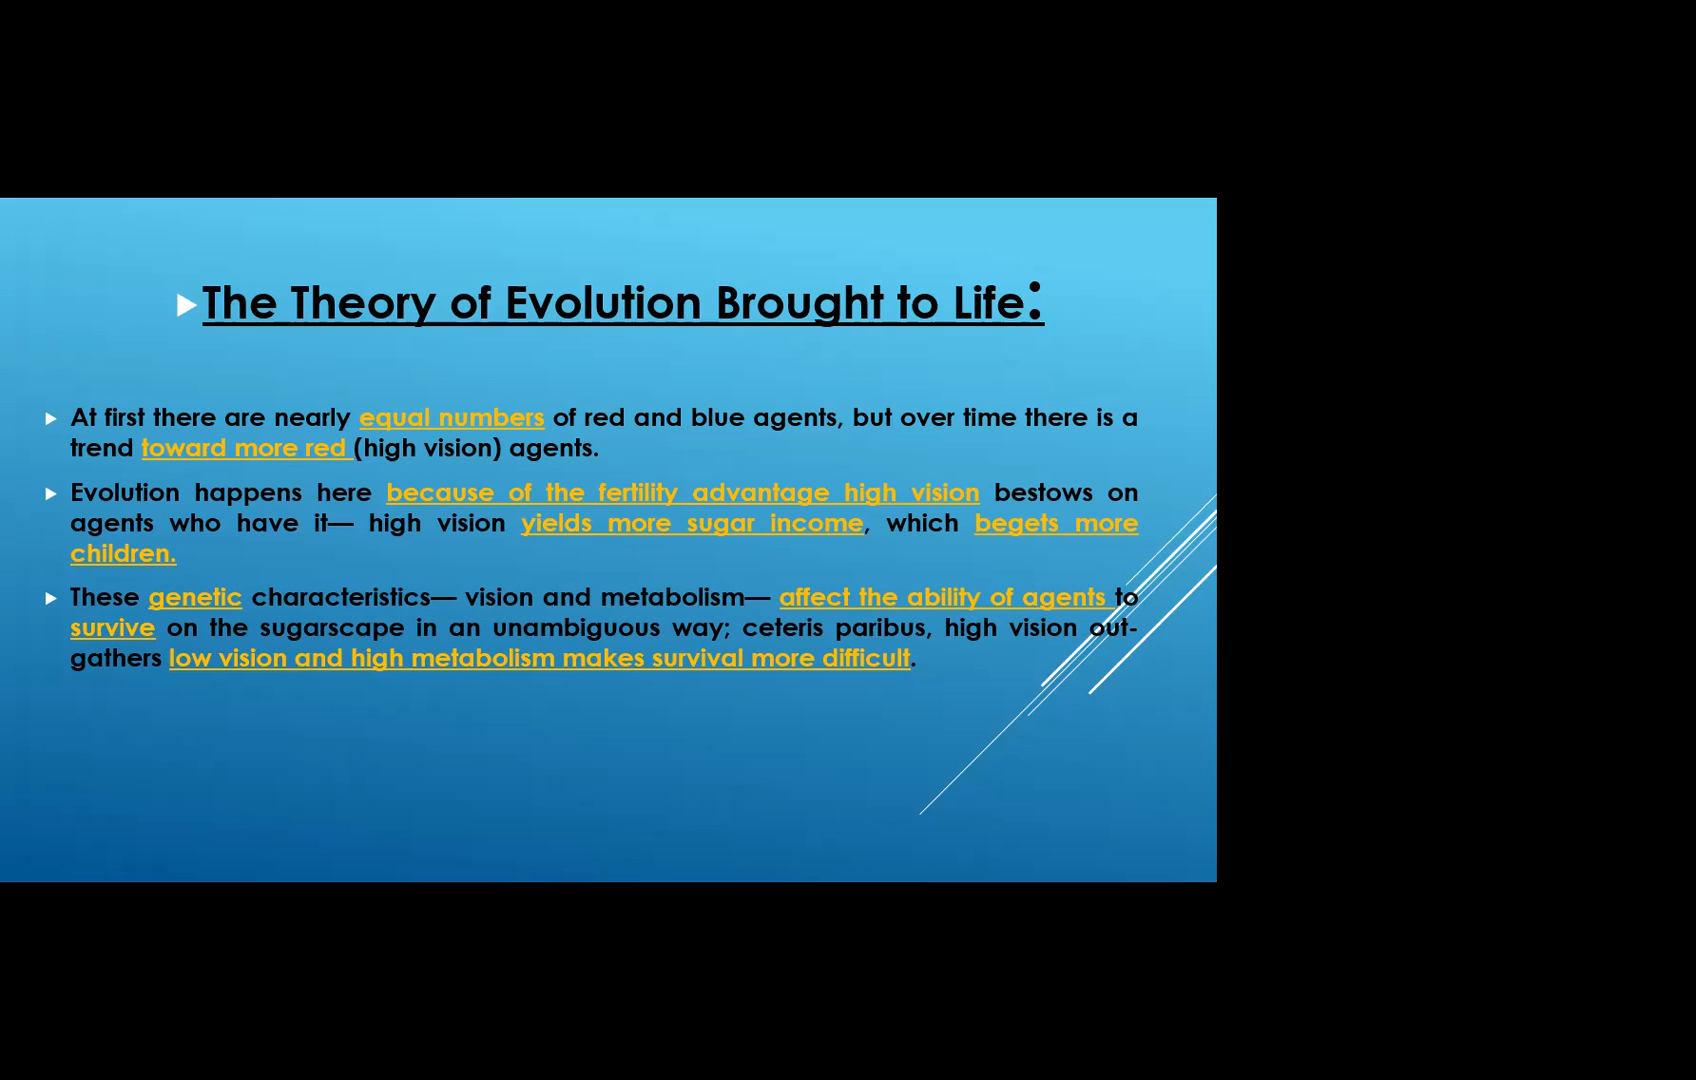 The Theory of Evolution Brought to Life:
At first there are nearly equal numbers of red and blue agents, but over time there is a
trend toward more red (high vision) agents.
Evolution happens here because of the fertility advantage high vision bestows on
agents who have it— high vision yields more sugar income, which begets more
children.
These genetic characteristics— vision and metabolism— affect the ability of agents to
survive on the sugarscape in an unambiguous way; ceteris paribus, high vision out-
gathers low vision and high metabolism makes survival more difficult.